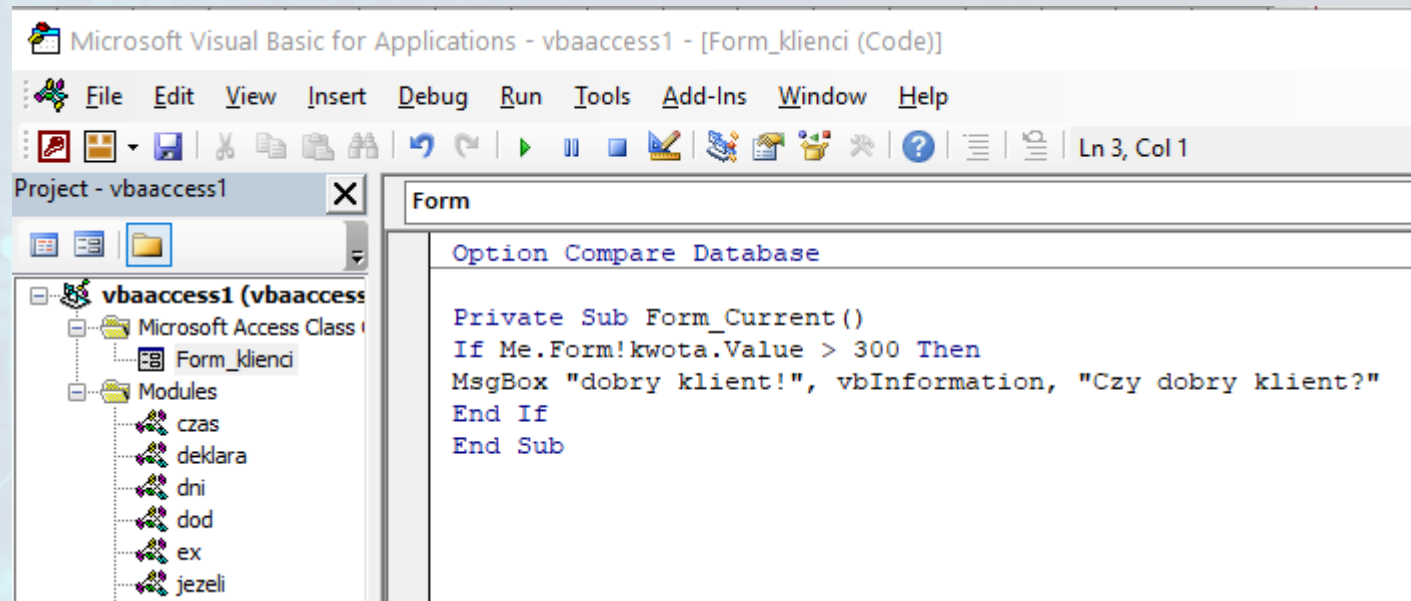 Microsoft Visual Basic for Applications - vbaaccess1 - [Form_klienci (Code)]
File Edit View Insert Debug Run Tools Add-Ins Window Help
Ln 3, Col 1
Project - vbaaccess1
Form
vbaaccess1 (vbaaccess
Microsoft Access Class
Form_klienci
Modules
czas
deklara
dni
dod
ex
jezeli
Option Compare Database
Private Sub Form_Current()
If Me.Form!kwota.Value > 300 Then
MsgBox "dobry klient!", vbInformation, "Czy dobry klient?"
End If
End Sub